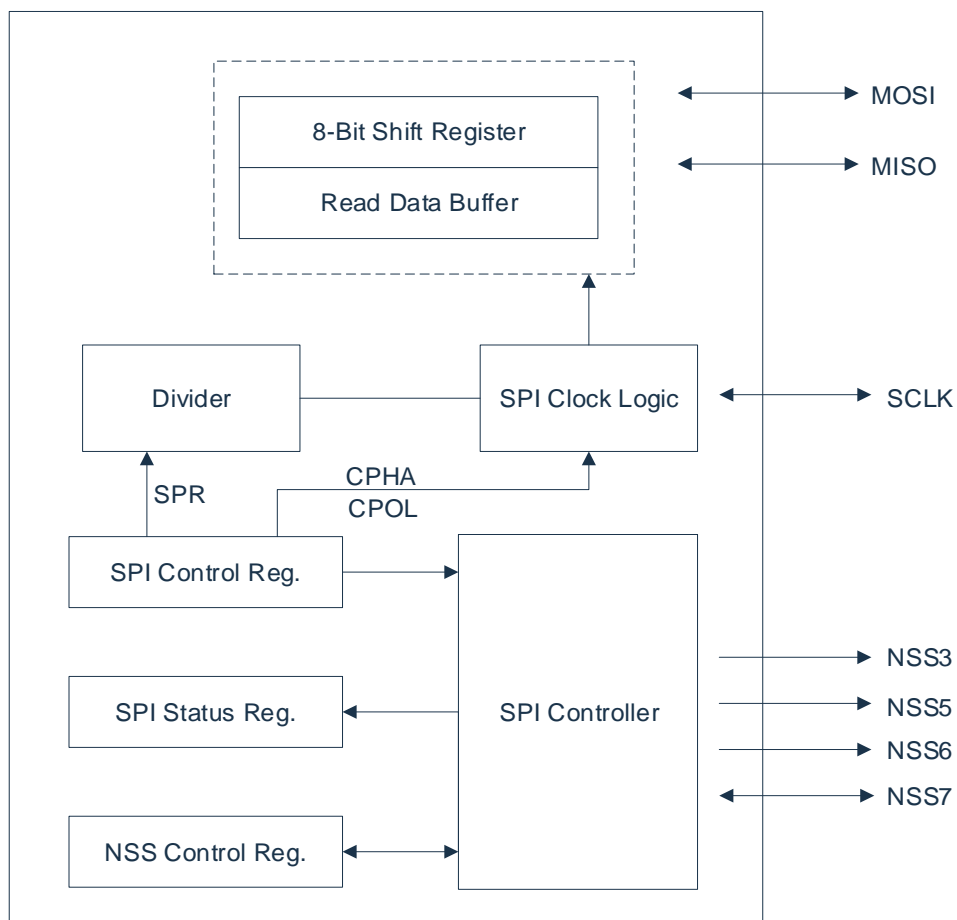 8-Bit Shift Register
Read Data Buffer
MOSI
MISO
Divider
SPI Clock Logic
SCLK
SPR
CPHA
CPOL
SPI Control Reg.
SPI Status Reg.
NSS Control Reg.
SPI Controller
NSS3
NSS5
NSS6
NSS7